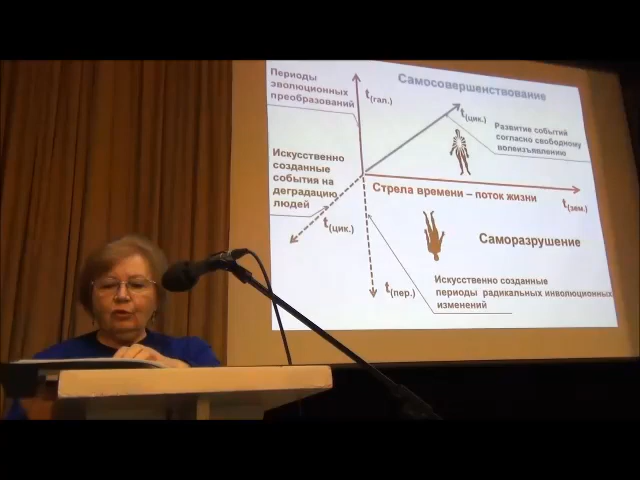 Периоды
эволюционных
преобразований
t(гал.)
Самосовершенствование
t(цик.)
Развитие событий
согласно свободному
волеизъявлению
Искусственно
созданные
события на
деградацию
людей
t(цик.)
Стрела времени – поток жизни
t(зем.)
Саморазрушение
Искусственно созданные
периоды радикальных инволюционных
изменений
t(пер.)